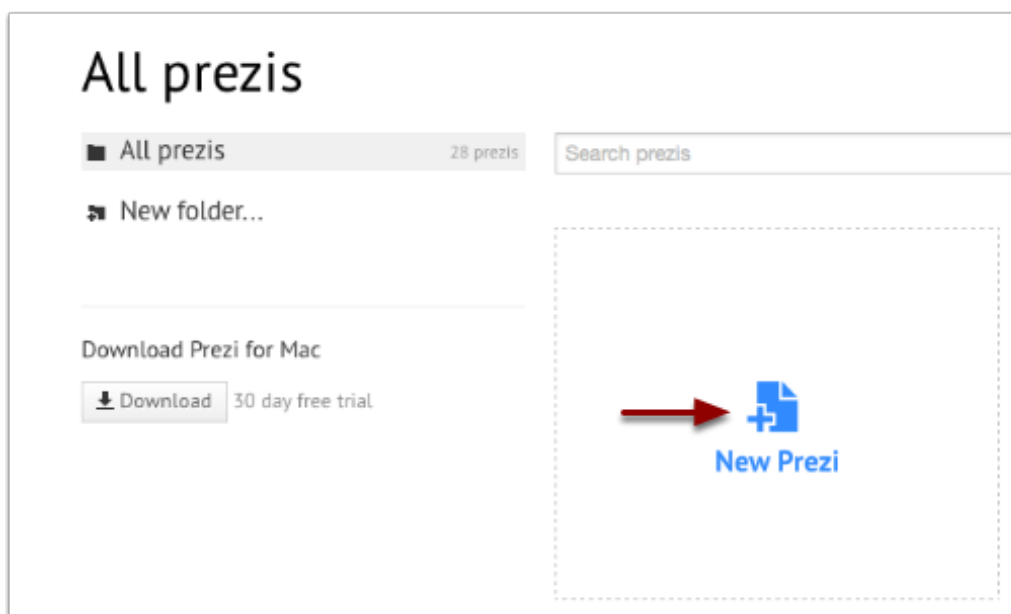 All prezis
All prezis 28 prezis
Search prezis
New folder...
Download Prezi for Mac
Download 30 day free trial
New Prezi